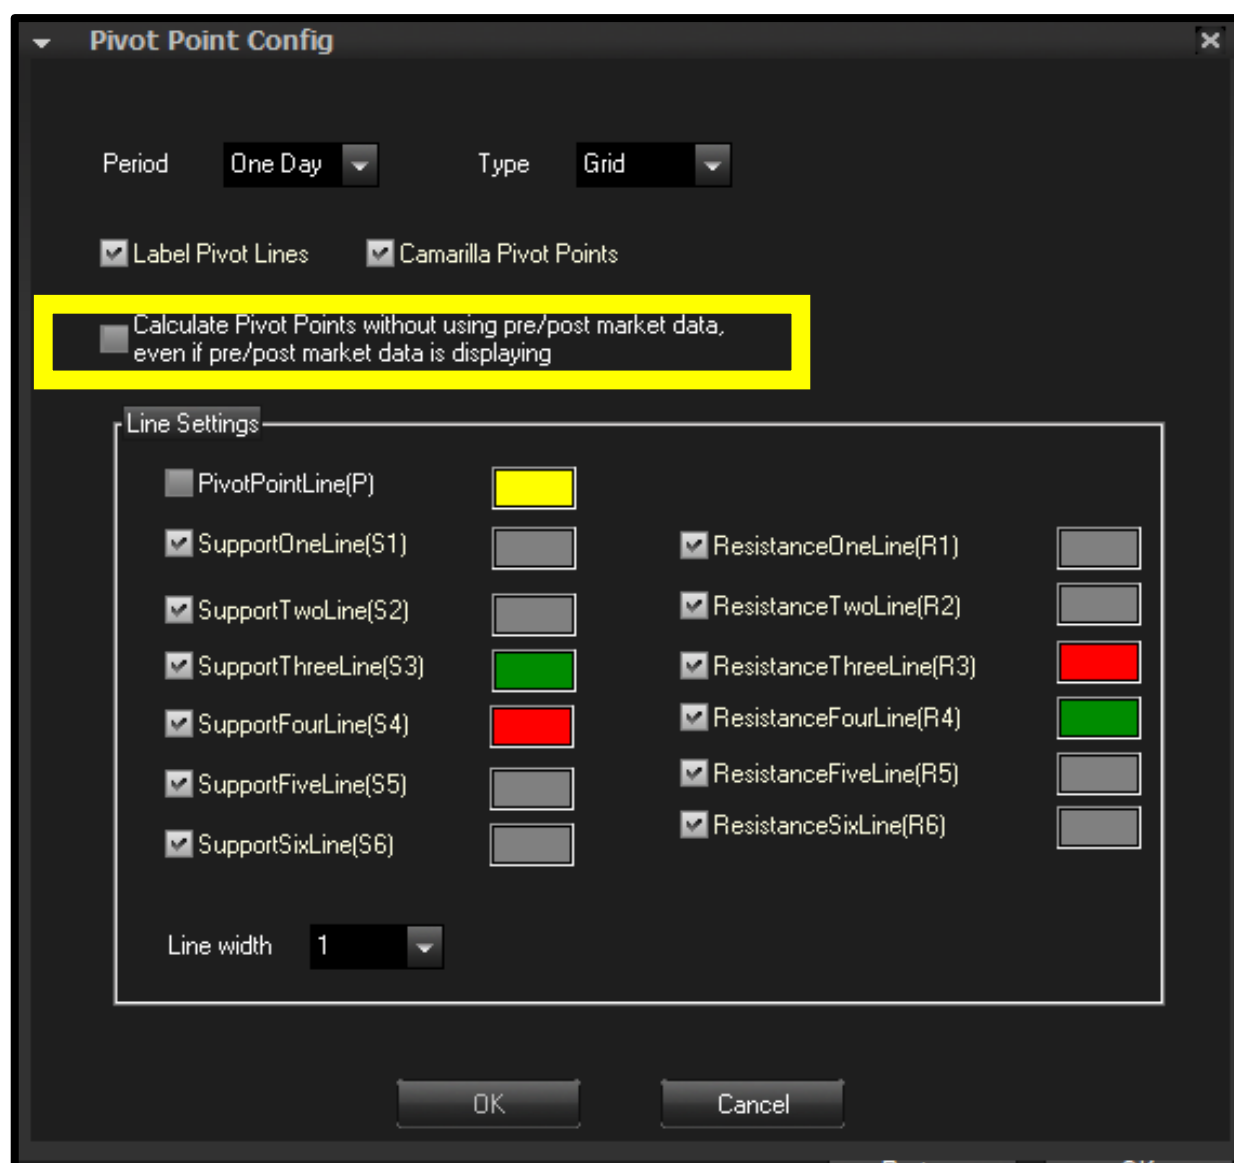 Pivot Point Config
Period One Day Type Grid
Label Pivot Lines Camarilla Pivot Points
Calculate Pivot Points without using pre/post market data,
even if pre/post market data is displaying
Line Settings
PivotPointLine(P)
SupportOneLine(S1) ResistanceOneLine(R1)
SupportTwoLine(S2) ResistanceTwoLine(R2)
SupportThreeLine(S3) ResistanceThreeLine(R3)
SupportFourLine(S4) ResistanceFourLine(R4)
SupportFiveLine(S5) ResistanceFiveLine(R5)
SupportSixLine(S6) ResistanceSixLine(R6)
Line width 1
OK Cancel